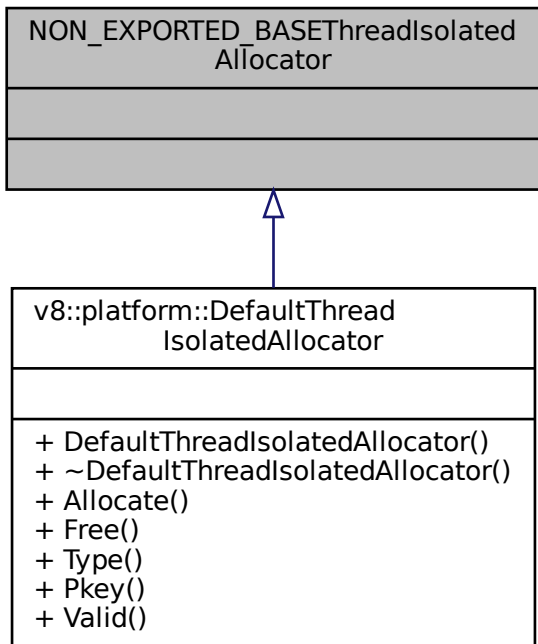 NON_EXPORTED_BASEThreadIsolated
Allocator
v8::platform::DefaultThread
IsolatedAllocator
+ DefaultThreadIsolatedAllocator()
+ ~DefaultThreadIsolatedAllocator()
+ Allocate()
+ Free()
+ Type()
+ Pkey()
+ Valid()